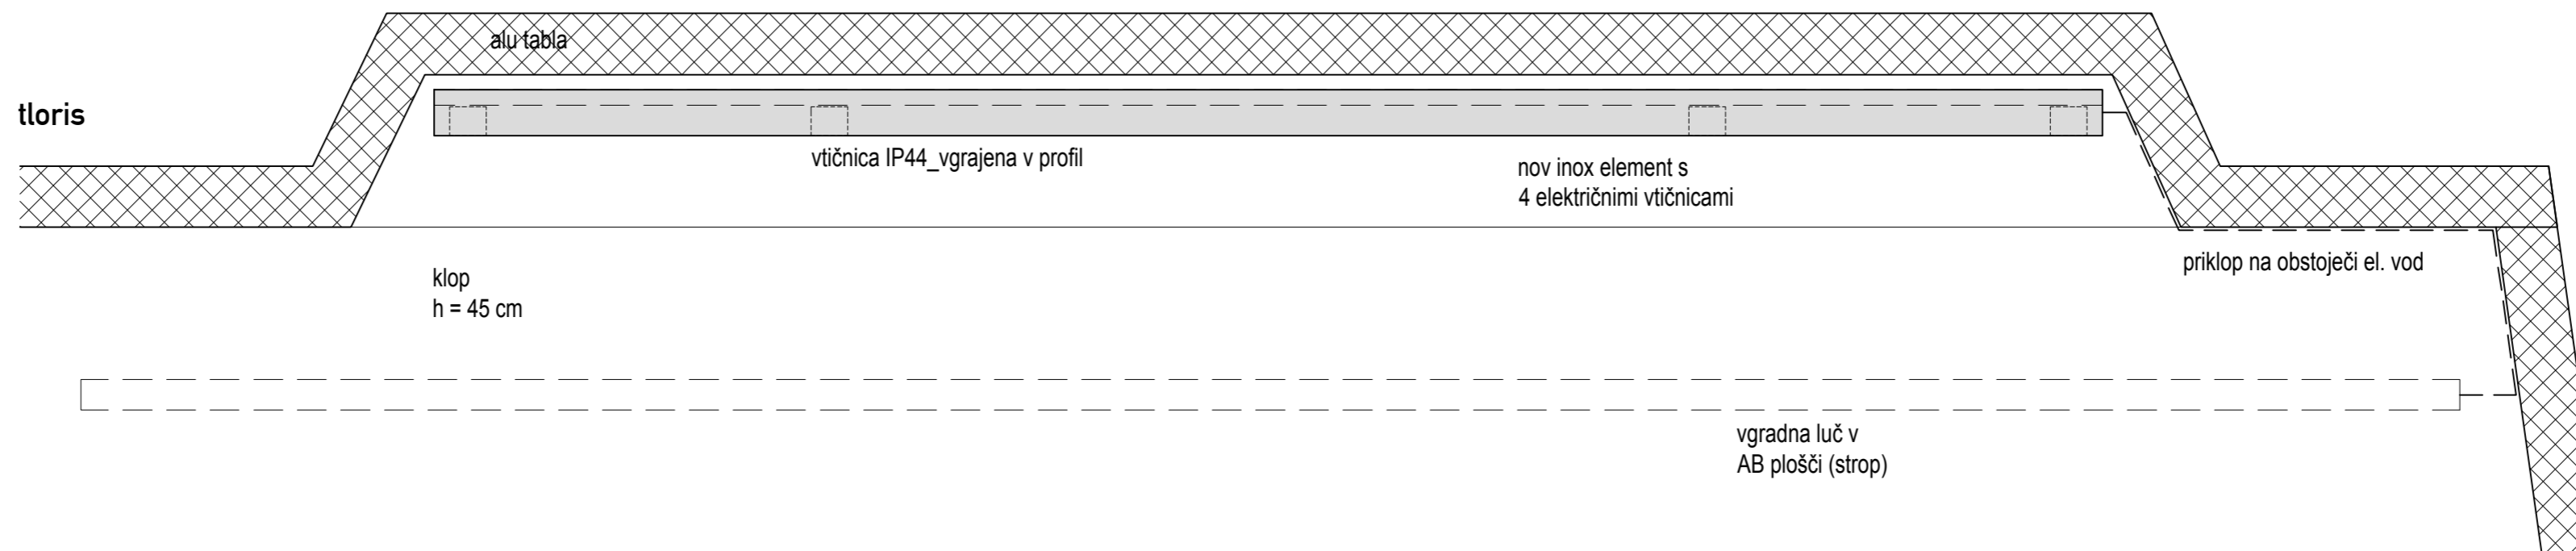 alu tabla
tloris
vtičnica IP44_vgrajena v profil
nov inox element s
4 električnimi vtičnicami
priklop na obstoječi el. vod
klop
h = 45 cm
vgradna luč v
AB plošči (strop)